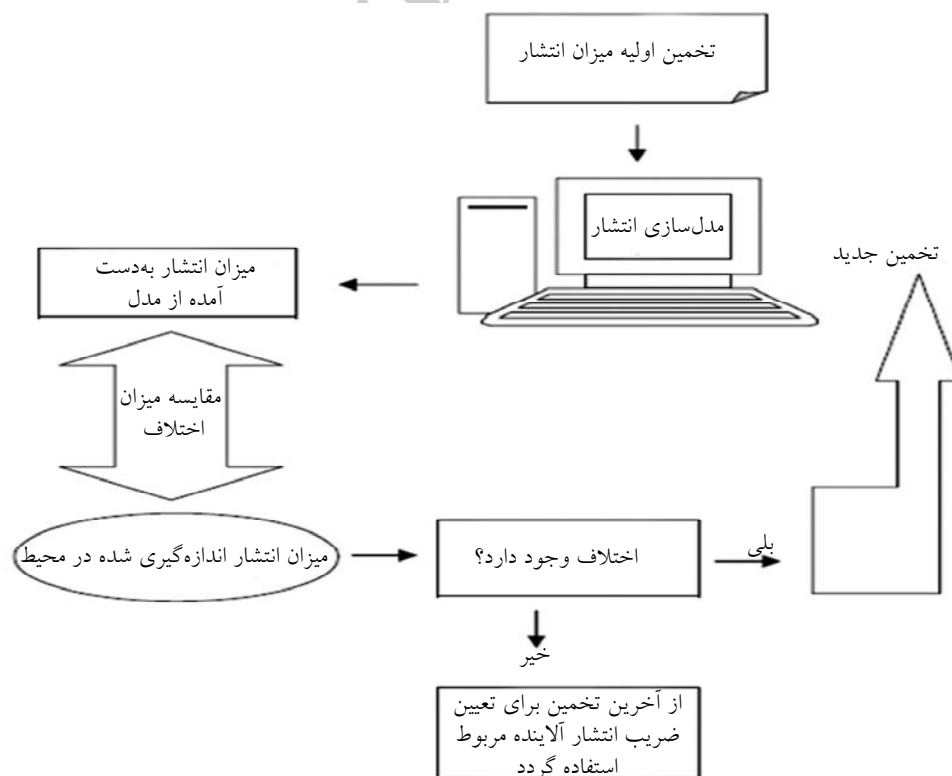 تخمین اولیه میزان انتشار
مدل‌سازی انتشار
تخمین جدید
میزان انتشار به‌دست
آمده از مدل
مقایسه میزان
اختلاف
میزان انتشار اندازه‌گیری شده در محیط
اختلاف وجود دارد؟
بلی
خیر
از آخرین تخمین برای تعیین
ضریب انتشار آلاینده مربوط
استفاده گردد